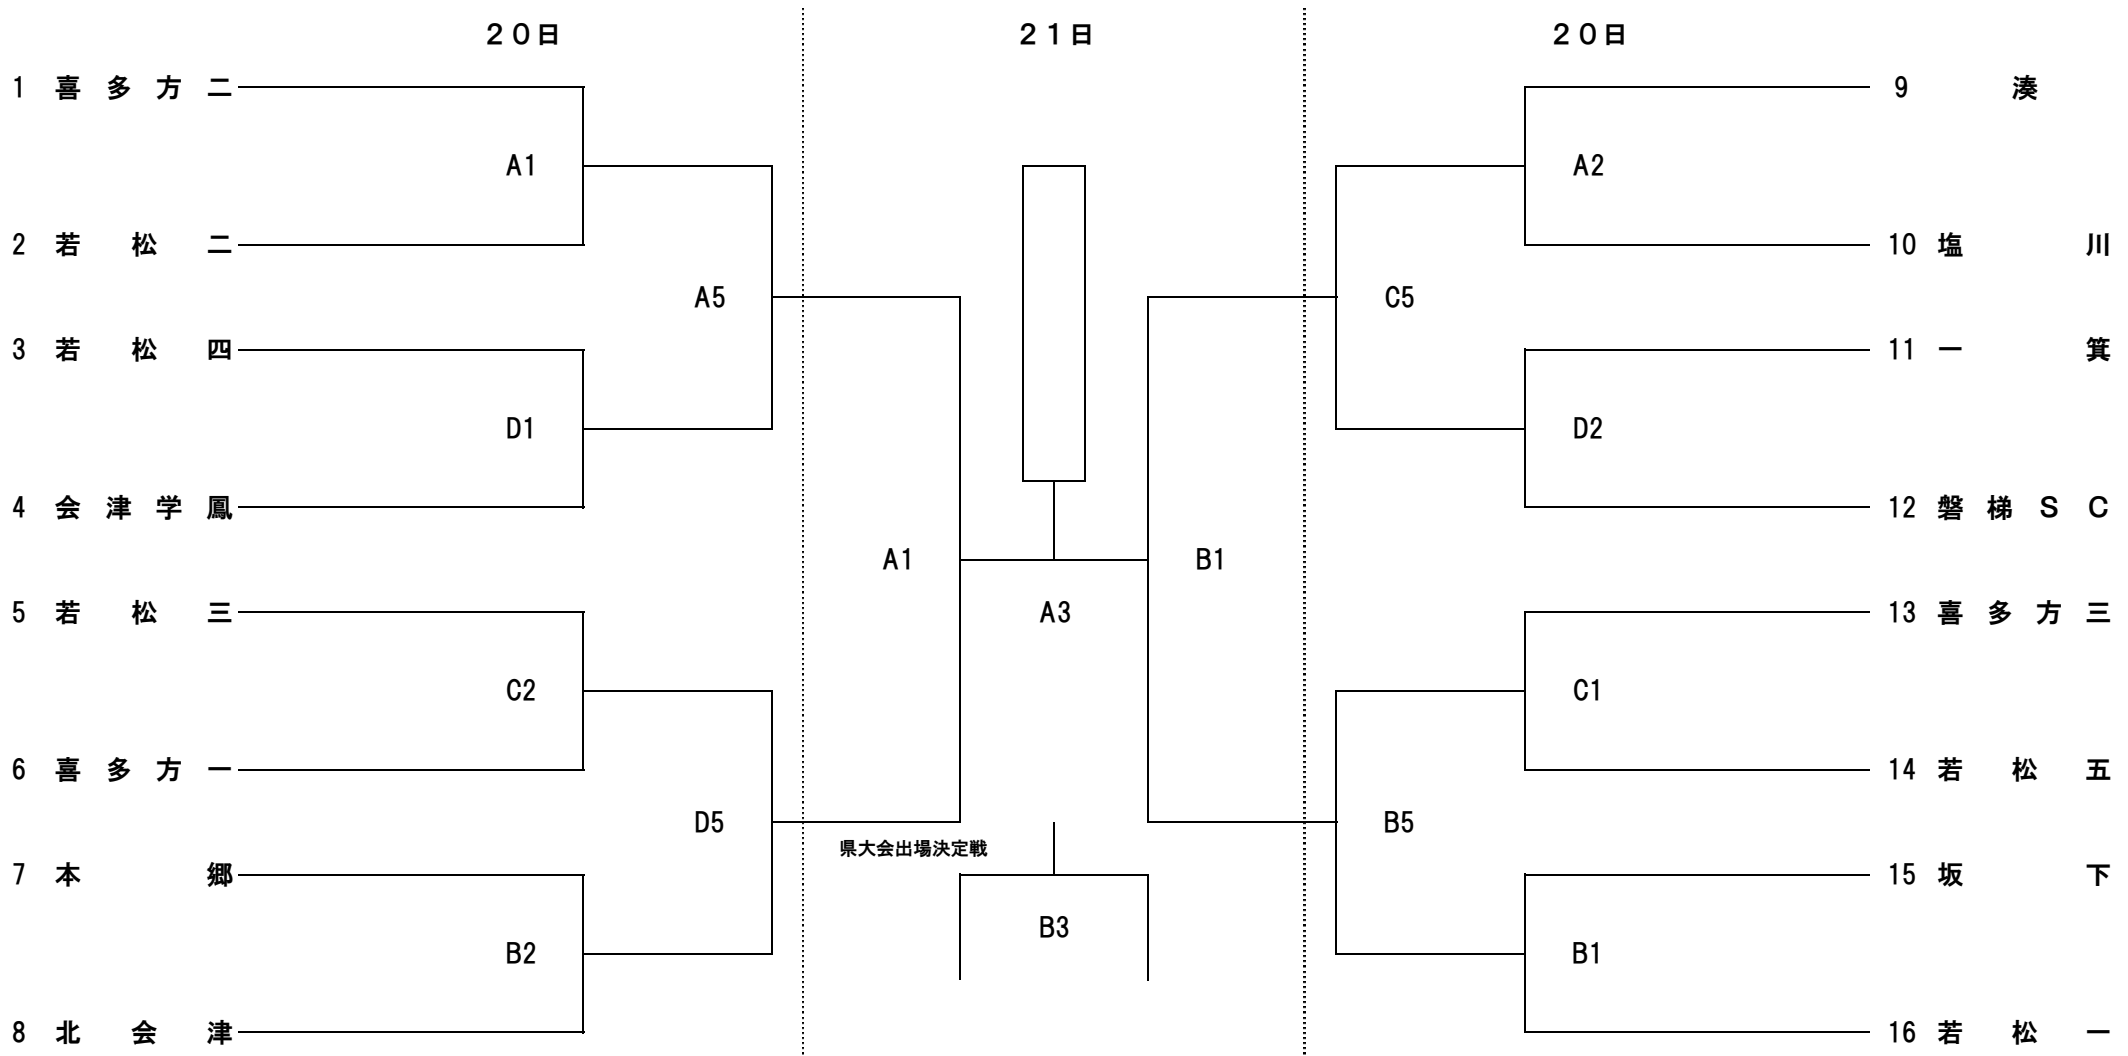 ２０日 ２１日 ２０日
1 喜多方二 9 湊
A1 A2
2 若松二 10 塩川
A5 C5
3 若松四 11 一箕
D1 D2
4 会津学鳳 12 磐梯ＳＣ
A1 B1
5 若松三 A3 13 喜多方三
C2 C1
6 喜多方一 14 若松五
D5 B5
県大会出場決定戦
7 本郷 15 坂下
B3
B2 B1
8 北会津 16 若松一